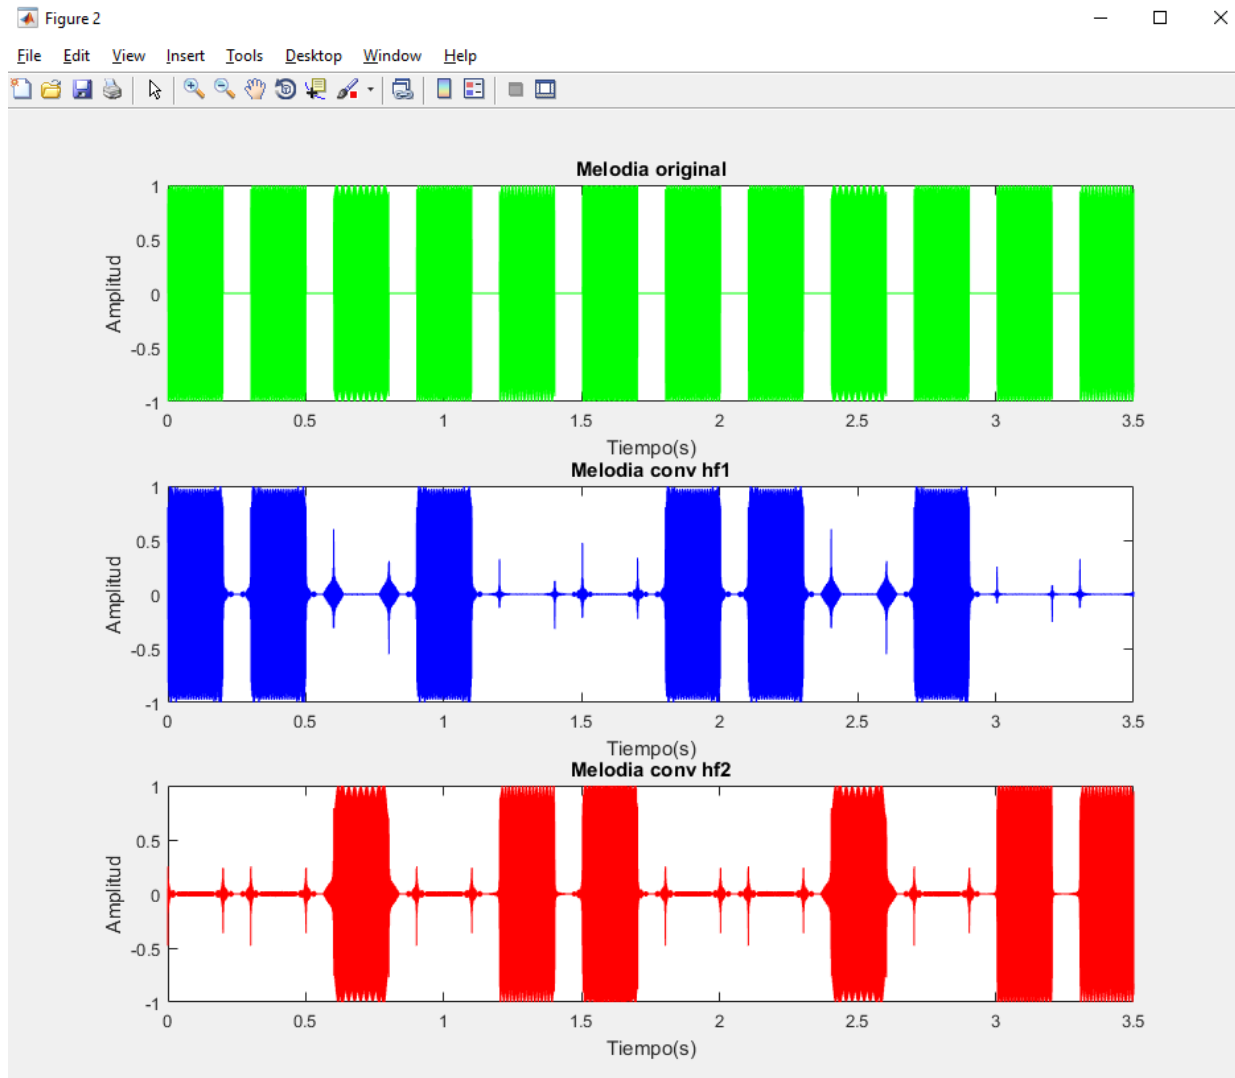 Figure 2
File Edit View Insert Tools Desktop Window Help
Melodia original
1
0.5
0
-0.5
-1
Amplitud
0 0.5 1 1.5 2 2.5 3 3.5
Tiempo(s)
Melodia conv hf1
1
0.5
0
-0.5
-1
Amplitud
0 0.5 1 1.5 2 2.5 3 3.5
Tiempo(s)
Melodia conv hf2
1
0.5
0
-0.5
-1
Amplitud
0 0.5 1 1.5 2 2.5 3 3.5
Tiempo(s)